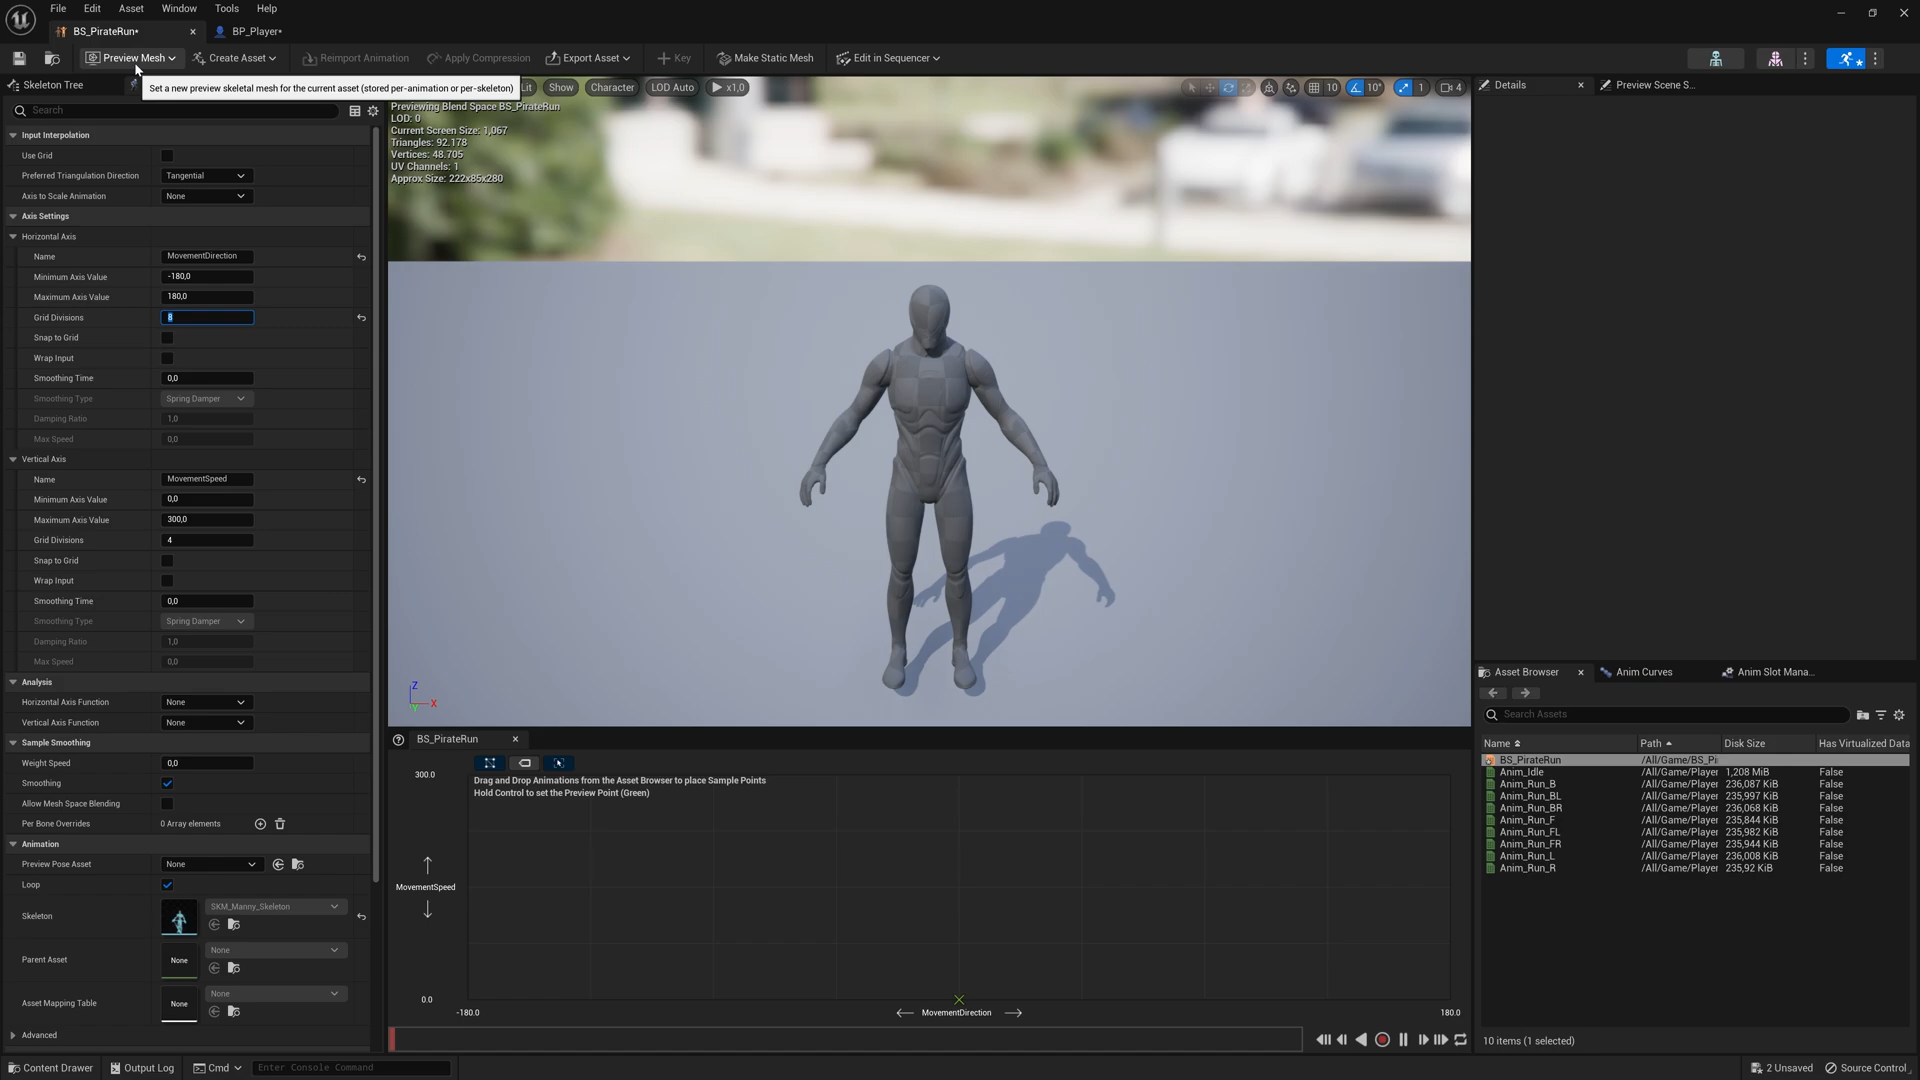 File Edit Asset Window Tools Help
BS_PirateRun* BP_Player*
Preview Mesh Create Asset Reimport Animation Apply Compression Export Asset Key Make Static Mesh Edit in Sequencer
Set a new preview skeletal mesh for the current asset (stored per-animation or per-skeleton)
Skeleton Tree
Lit Show Character LOD Auto x1,0 10 10° 1 4
Details Preview Scene S...
Search
Input Interpolation
Use Grid
Preferred Triangulation Direction Tangential
Axis to Scale Animation None
Axis Settings
Horizontal Axis
Name MovementDirection
Minimum Axis Value -180,0
Maximum Axis Value 180,0
Grid Divisions 8
Snap to Grid
Wrap Input
Smoothing Time 0,0
Smoothing Type Spring Damper
Damping Ratio 1,0
Max Speed 0,0
Vertical Axis
Name MovementSpeed
Minimum Axis Value 0,0
Maximum Axis Value 300,0
Grid Divisions 4
Snap to Grid
Wrap Input
Smoothing Time 0,0
Smoothing Type Spring Damper
Damping Ratio 1,0
Max Speed 0,0
Analysis
Horizontal Axis Function None
Vertical Axis Function None
Sample Smoothing
Weight Speed 0,0
Smoothing
Allow Mesh Space Blending
Per Bone Overrides 0 Array elements
Animation
Preview Pose Asset None
Loop
Skeleton SKM_Manny_Skeleton
Parent Asset None None
Asset Mapping Table None None
Advanced
Previewing Blend Space BS_PirateRun
LOD: 0
Current Screen Size: 1,067
Triangles: 92.178
Vertices: 48.705
UV Channels: 1
Approx Size: 222x85x280
Z
X
Y
BS_PirateRun
300.0
Drag and Drop Animations from the Asset Browser to place Sample Points
Hold Control to set the Preview Point (Green)
MovementSpeed
0.0
-180.0 MovementDirection 180.0
Asset Browser Anim Curves Anim Slot Mana...
Search Assets
Name Path Disk Size Has Virtualized Data
BS_PirateRun /All/Game/BS_Pi
Anim_Idle /All/Game/Player 1,208 MiB False
Anim_Run_B /All/Game/Player 236,087 KiB False
Anim_Run_BL /All/Game/Player 235,997 KiB False
Anim_Run_BR /All/Game/Player 236,068 KiB False
Anim_Run_F /All/Game/Player 235,844 KiB False
Anim_Run_FL /All/Game/Player 235,982 KiB False
Anim_Run_FR /All/Game/Player 235,944 KiB False
Anim_Run_L /All/Game/Player 236,008 KiB False
Anim_Run_R /All/Game/Player 235,92 KiB False
10 items (1 selected)
Content Drawer Output Log Cmd Enter Console Command 2 Unsaved Source Control